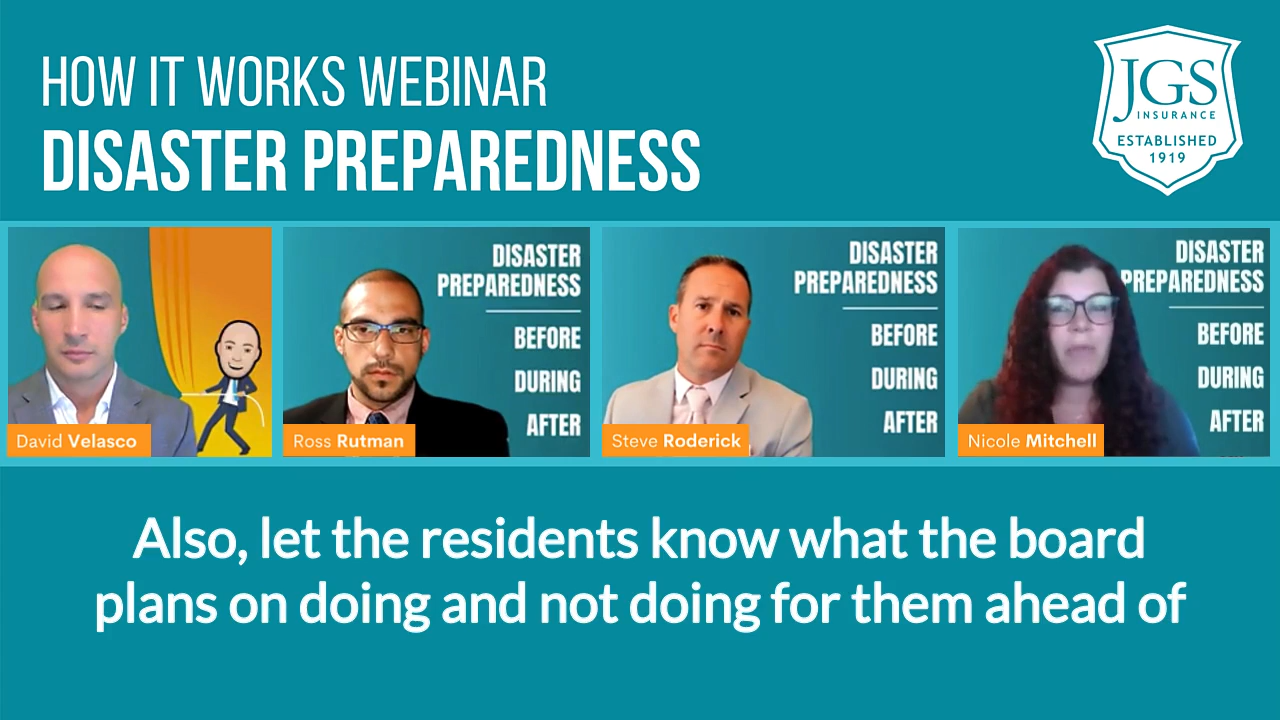 HOW IT WORKS WEBINAR
DISASTER PREPAREDNESS
JGS
INSURANCE
ESTABLISHED
1919
David Velasco
DISASTER
PREPAREDNESS
BEFORE
DURING
AFTER
Ross Rutman
DISASTER
PREPAREDNESS
BEFORE
DURING
AFTER
Steve Roderick
DISASTER
PREPAREDNESS
BEFORE
DURING
AFTER
Nicole Mitchell
Also, let the residents know what the board
plans on doing and not doing for them ahead of